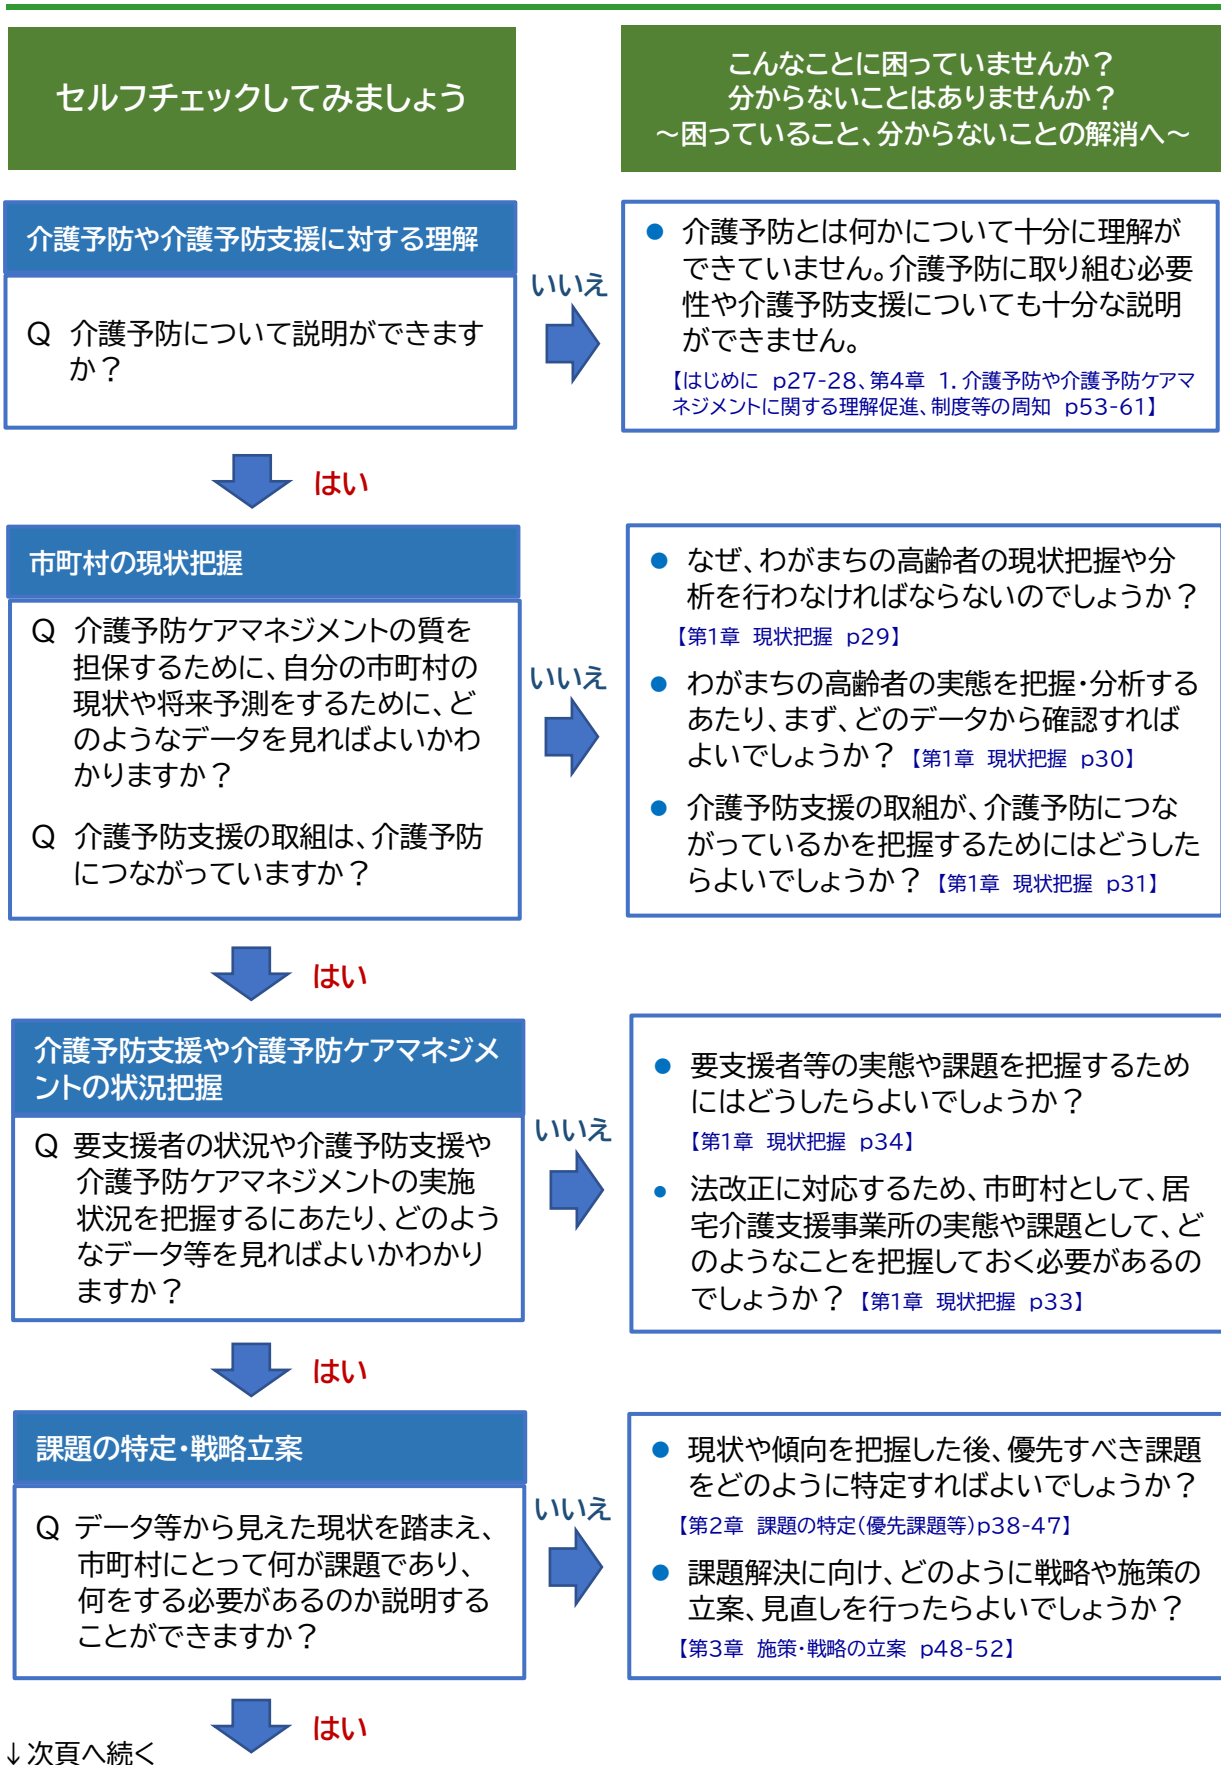 セルフチェックしてみましょう
こんなことに困っていませんか？
分からないことはありませんか？
～困っていること、分からないことの解消へ～
介護予防や介護予防支援に対する理解
Q 介護予防について説明ができます
か？
いいえ
● 介護予防とは何かについて十分に理解が
できていません。介護予防に取り組む必要
性や介護予防支援についても十分な説明
ができません。
【はじめに p27-28、第4章 1．介護予防や介護予防ケアマ
ネジメントに関する理解促進、制度等の周知 p53-61】
はい
市町村の現状把握
Q 介護予防ケアマネジメントの質を
担保するために、自分の市町村の
現状や将来予測をするために、ど
のようなデータを見ればよいかわ
かりますか？
Q 介護予防支援の取組は、介護予防
につながっていますか？
いいえ
● なぜ、わがまちの高齢者の現状把握や分
析を行わなければならないのでしょうか？
【第1章 現状把握 p29】
● わがまちの高齢者の実態を把握・分析する
あたり、まず、どのデータから確認すれば
よいでしょうか？【第1章 現状把握 p30】
● 介護予防支援の取組が、介護予防につな
がっているかを把握するためにはどうした
らよいでしょうか？【第1章 現状把握 p31】
はい
介護予防支援や介護予防ケアマネジメ
ントの状況把握
Q 要支援者の状況や介護予防支援や
介護予防ケアマネジメントの実施
状況を把握するにあたり、どのよう
なデータ等を見ればよいかわかり
ますか？
いいえ
● 要支援者等の実態や課題を把握するため
にはどうしたらよいでしょうか？
【第1章 現状把握 p34】
● 法改正に対応するため、市町村として、居
宅介護支援事業所の実態や課題として、ど
のようなことを把握しておく必要があるの
でしょうか？【第1章 現状把握 p33】
はい
課題の特定・戦略立案
Q データ等から見えた現状を踏まえ、
市町村にとって何が課題であり、
何をする必要があるのか説明する
ことができますか？
いいえ
● 現状や傾向を把握した後、優先すべき課題
をどのように特定すればよいでしょうか？
【第2章 課題の特定（優先課題等）p38-47】
● 課題解決に向け、どのように戦略や施策の
立案、見直しを行ったらよいでしょうか？
【第3章 施策・戦略の立案 p48-52】
はい
↓次頁へ続く